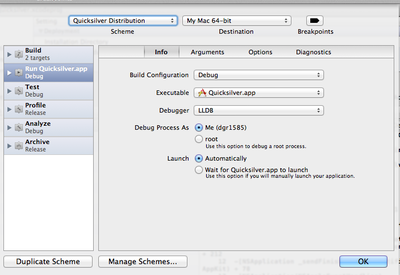 Quicksilver Distribution
My Mac 64-bit
Scheme
Destination
Breakpoints
Build
2 targets
Run Quicksilver.app
Debug
Test
Debug
Profile
Release
Analyze
Debug
Archive
Release
Info
Arguments
Options
Diagnostics
Build Configuration
Debug
Executable
Quicksilver.app
Debugger
LLDB
Debug Process As
Me (dgr1585)
root
Use this option to debug a root process.
Launch
Automatically
Wait for Quicksilver.app to launch
Use this option if you will manually launch your application.
Duplicate Scheme
Manage Schemes...
OK